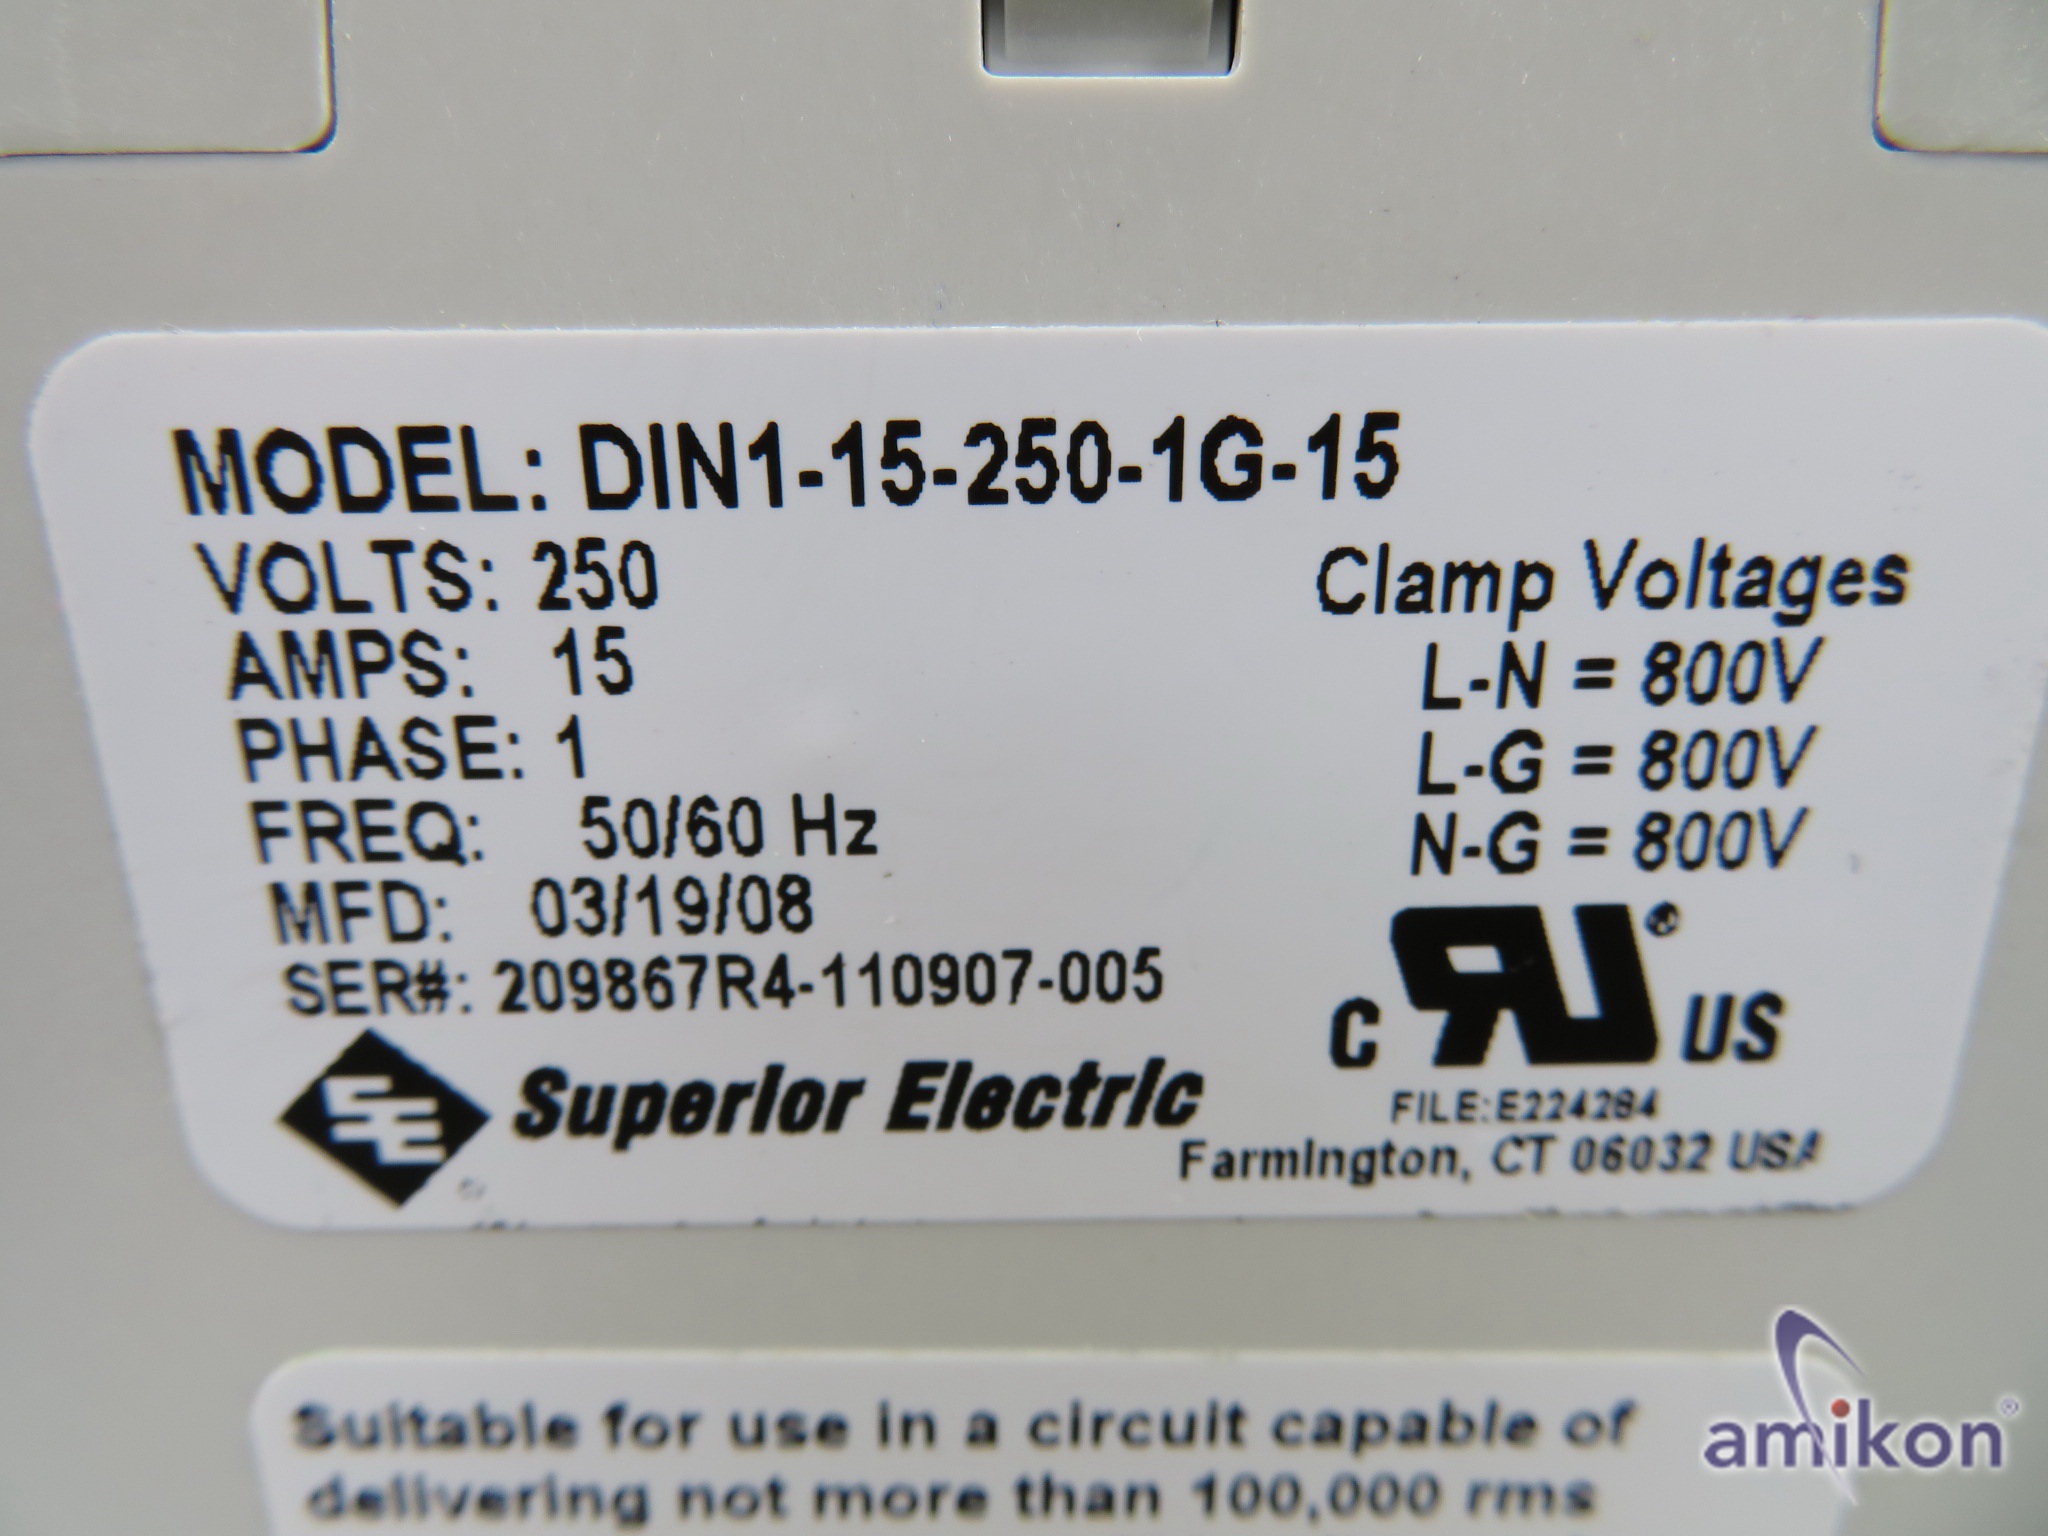 MODEL: DIN1-15-250-1G-15
VOLTS: 250
AMPS: 15
PHASE: 1
FREQ: 50/60 Hz
MFD: 03/19/08
SER#: 209867R4-110907-005
Clamp Voltages
L-N = 800V
L-G = 800V
N-G = 800V
C RU ® US
FILE:E224284
SE Superior Electric
Farmington, CT 06032 USA
Suitable for use in a circuit capable of
delivering not more than 100,000 rms
amikon®